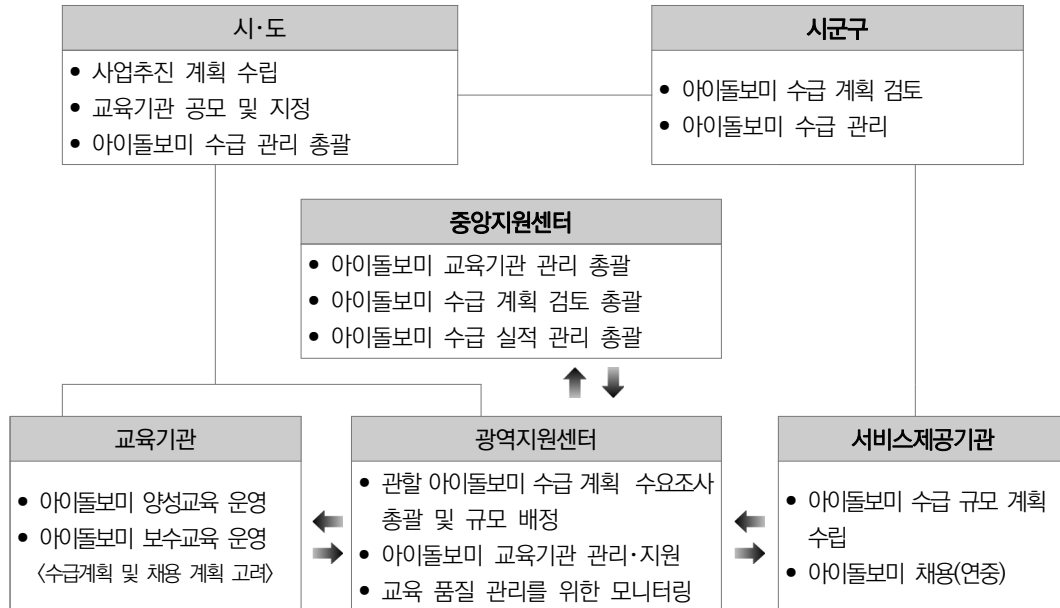 시·도
• 사업추진 계획 수립
• 교육기관 공모 및 지정
• 아이돌보미 수급 관리 총괄
시군구
• 아이돌보미 수급 계획 검토
• 아이돌보미 수급 관리
중앙지원센터
• 아이돌보미 교육기관 관리 총괄
• 아이돌보미 수급 계획 검토 총괄
• 아이돌보미 수급 실적 관리 총괄
교육기관
• 아이돌보미 양성교육 운영
• 아이돌보미 보수교육 운영
〈수급계획 및 채용 계획 고려〉
광역지원센터
• 관할 아이돌보미 수급 계획 수요조사
총괄 및 규모 배정
• 아이돌보미 교육기관 관리·지원
• 교육 품질 관리를 위한 모니터링
서비스제공기관
• 아이돌보미 수급 규모 계획
수립
• 아이돌보미 채용(연중)